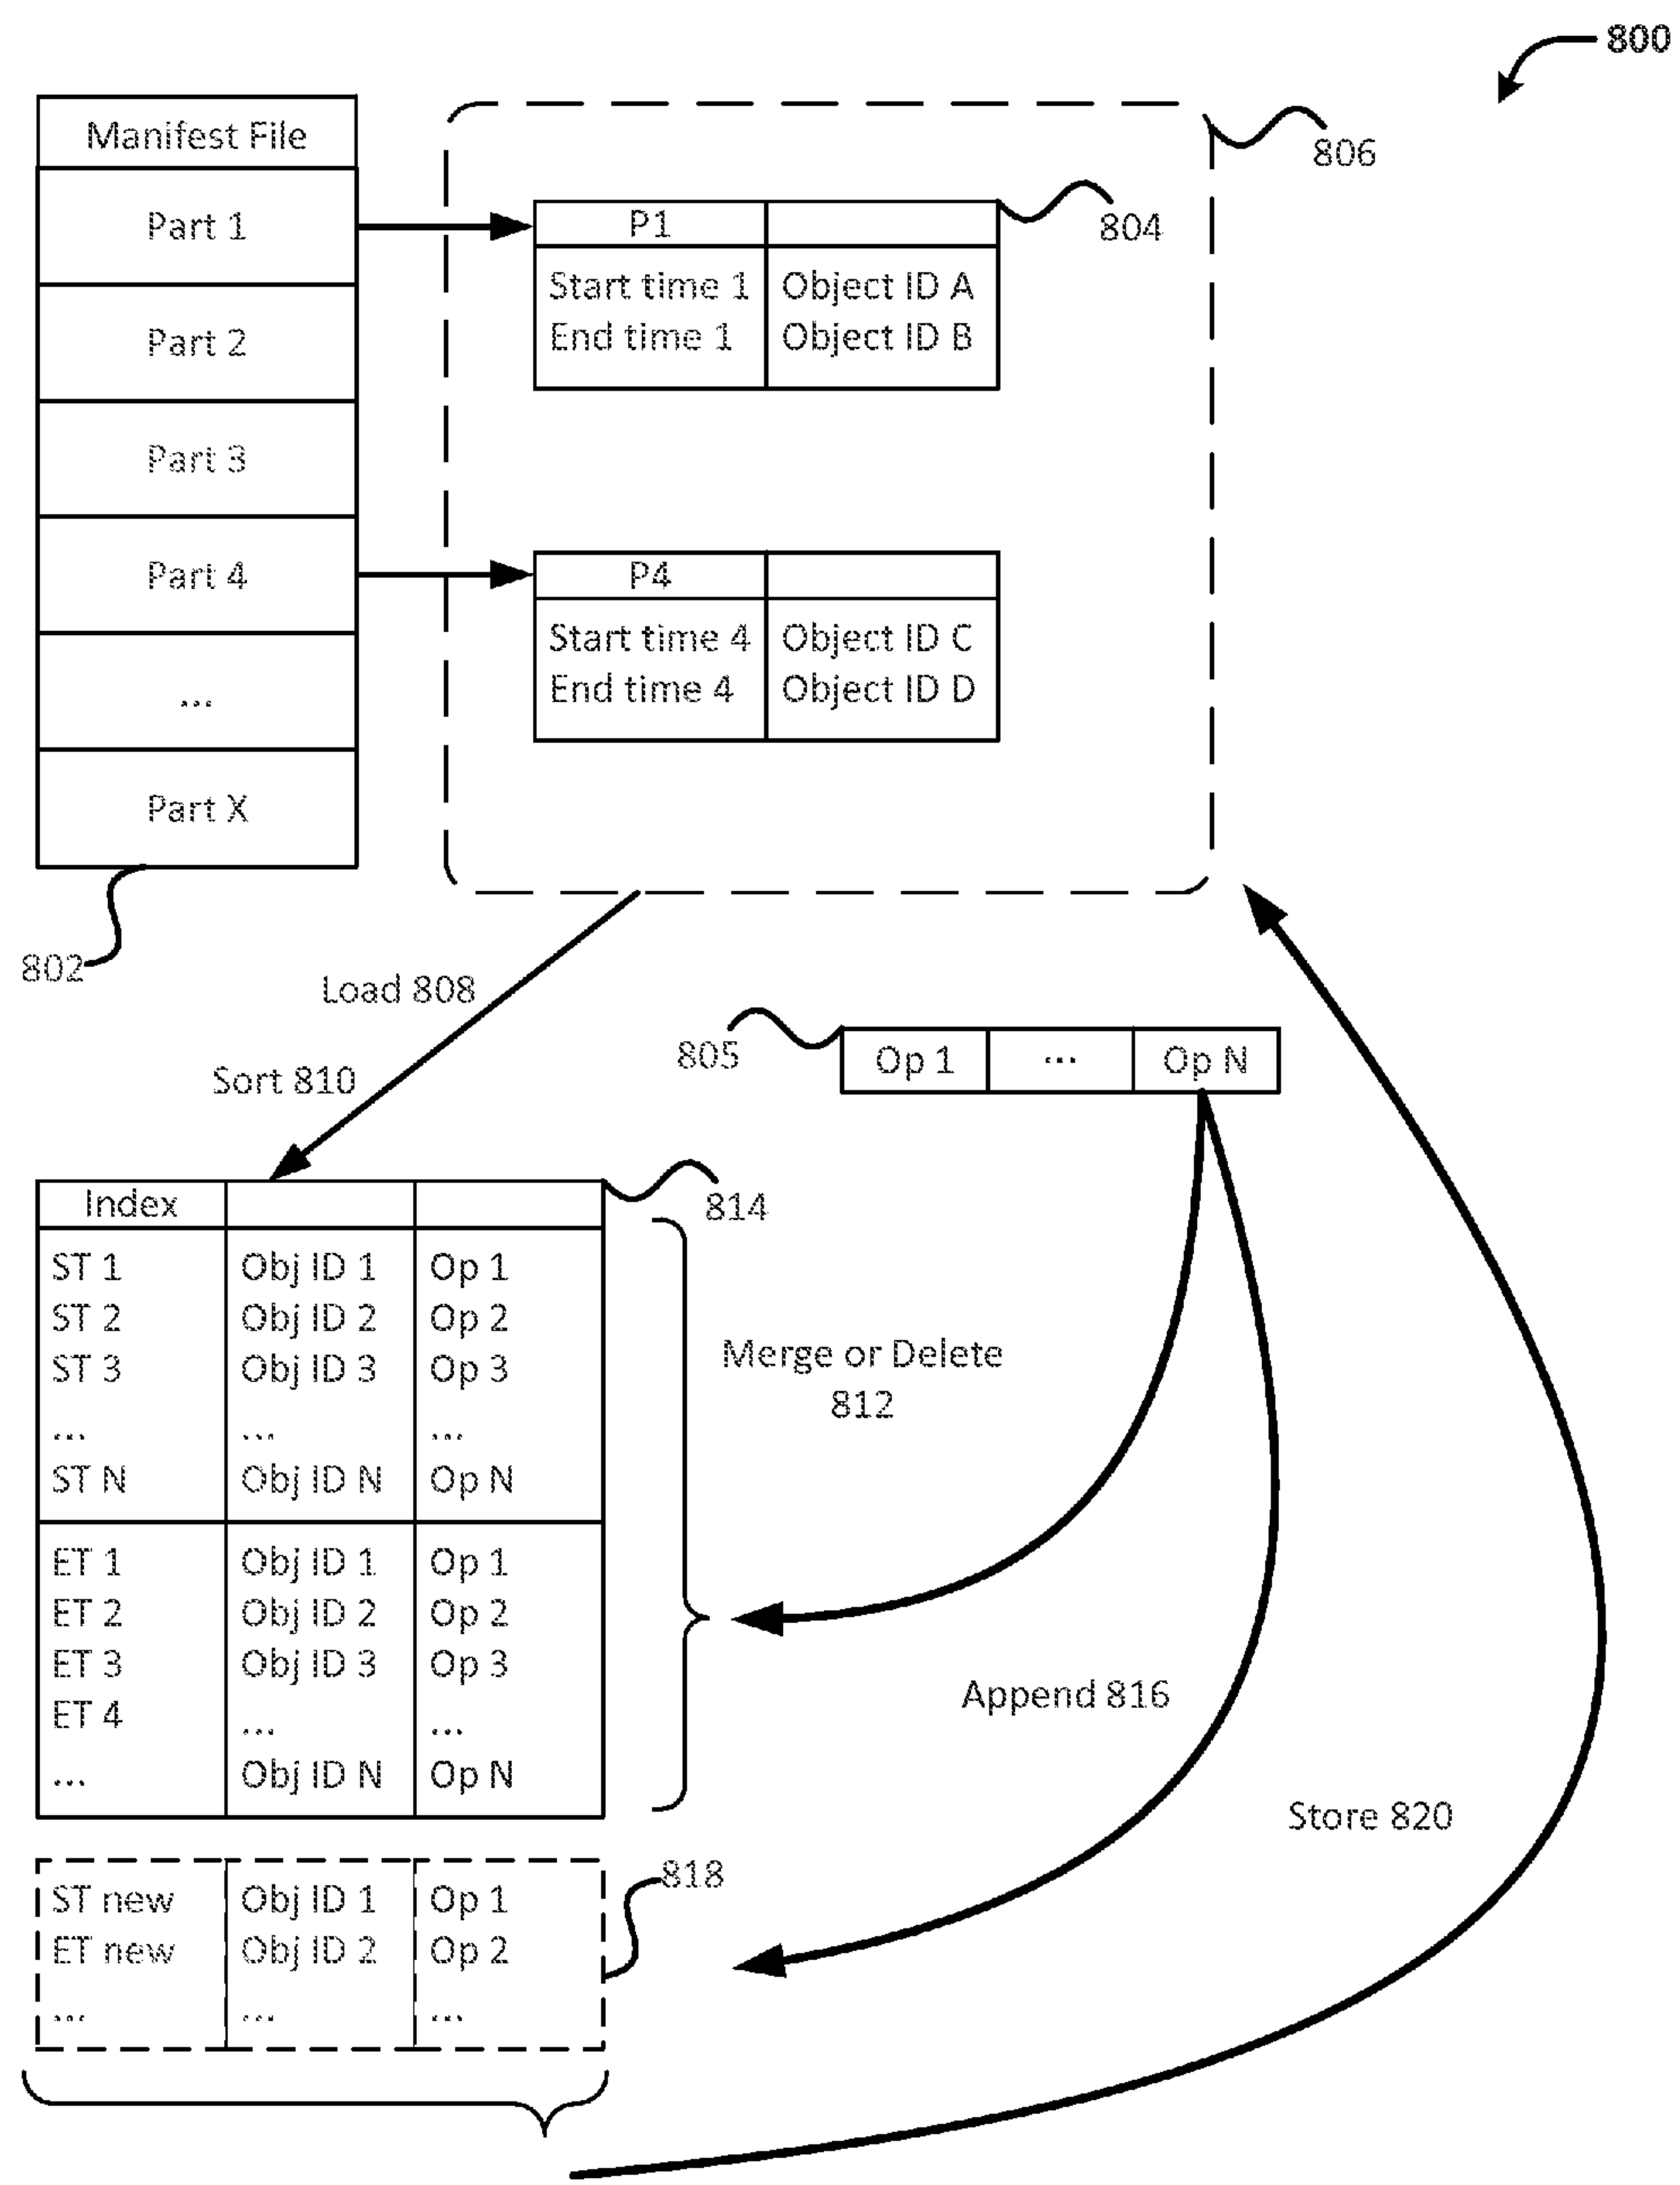 800
Manifest File
Part 1
Part 2
Part 3
Part 4
...
Part X
802
806
804
P1
Start time 1 Object ID A
End time 1 Object ID B
P4
Start time 4 Object ID C
End time 4 Object ID D
Load 808
Sort 810
805
Op 1 ... Op N
814
Index
ST 1 Obj ID 1 Op 1
ST 2 Obj ID 2 Op 2
ST 3 Obj ID 3 Op 3
... ... ...
ST N Obj ID N Op N
ET 1 Obj ID 1 Op 1
ET 2 Obj ID 2 Op 2
ET 3 Obj ID 3 Op 3
ET 4 ... ...
... Obj ID N Op N
Merge or Delete
812
Append 816
Store 820
818
ST new Obj ID 1 Op 1
ET new Obj ID 2 Op 2
... ... ...